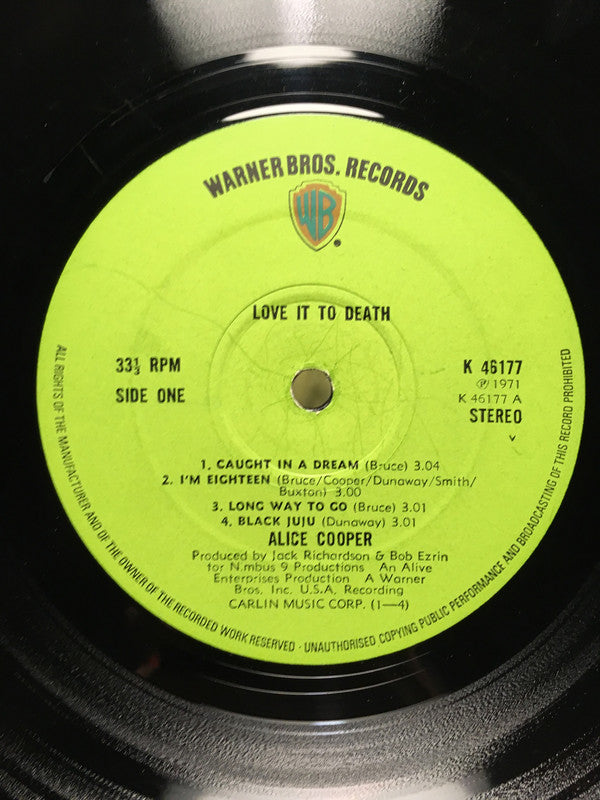 WARNER BROS. RECORDS
WB
LOVE IT TO DEATH
33⅓ RPM
SIDE ONE
K 46177
℗ 1971
K 46177 A
STEREO
V
1. CAUGHT IN A DREAM (Bruce) 3.04
2. I'M EIGHTEEN (Bruce/Cooper/Dunaway/Smith/
Buxton) 3.00
3. LONG WAY TO GO (Bruce) 3.01
4. BLACK JUJU (Dunaway) 3.01
ALICE COOPER
Produced by Jack Richardson & Bob Ezrin
for N.mbus 9 Productions An Alive
Enterprises Production A Warner
Bros. Inc. U.S.A. Recording
CARLIN MUSIC CORP. (1—4)
ALL RIGHTS OF THE MANUFACTURER AND OF THE OWNER OF THE RECORDED WORK RESERVED · UNAUTHORISED COPYING PUBLIC PERFORMANCE AND BROADCASTING OF THIS RECORD PROHIBITED